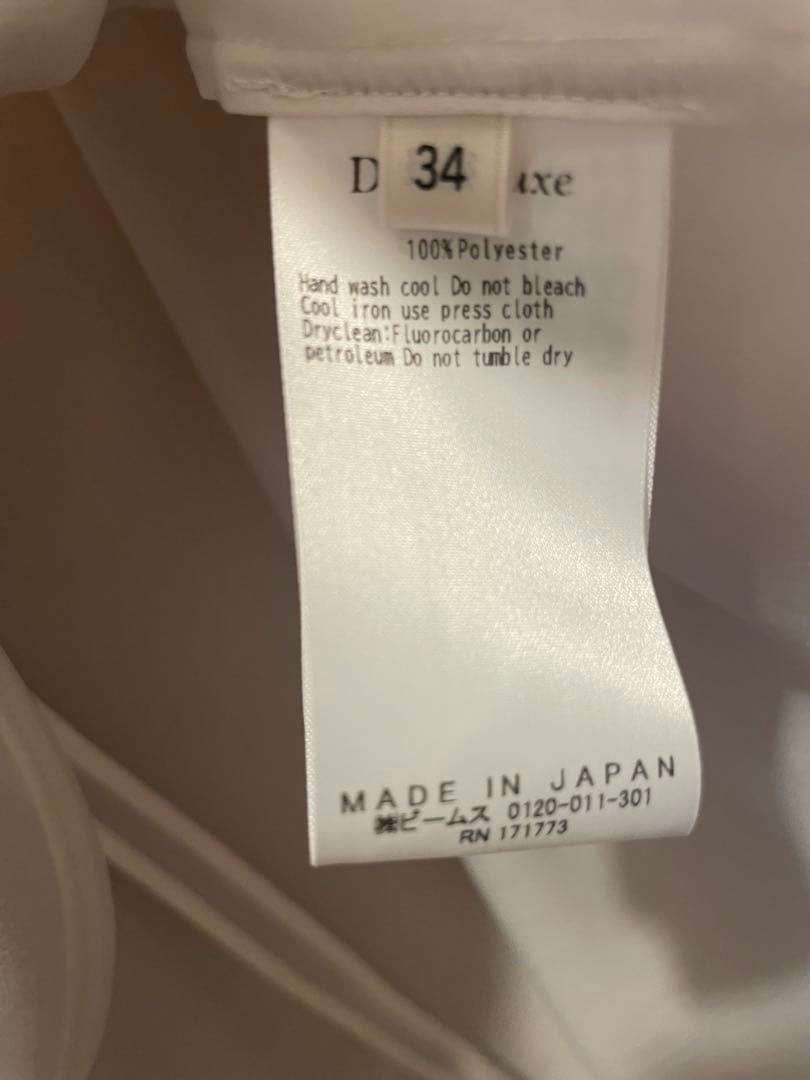 34
100%Polyester
Hand wash cool Do not bleach
Cool iron use press cloth
Dryclean:Fluorocarbon or
petroleum Do not tumble dry
MADE IN JAPAN
㈱ビームス 0120-011-301
RN 171773